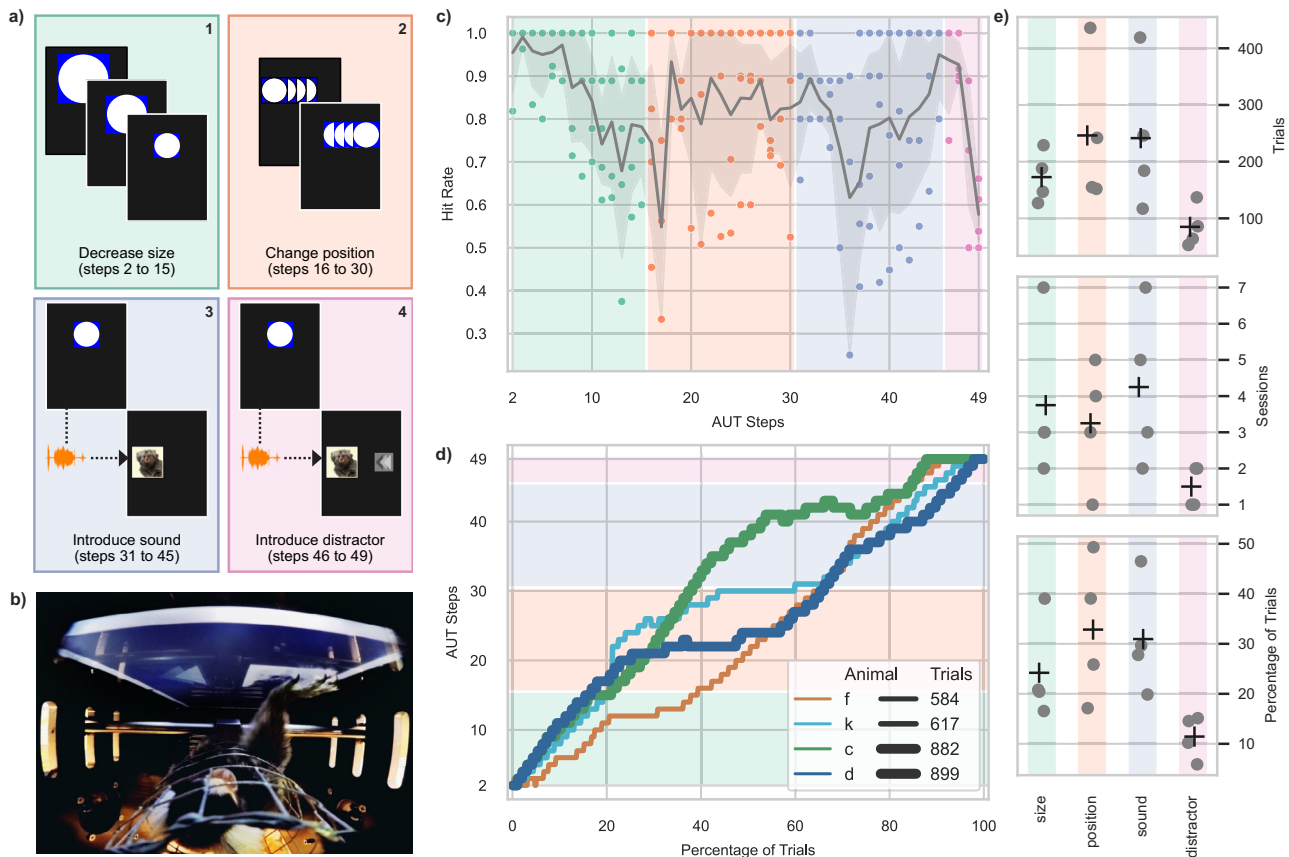 a)
1
Decrease size
(steps 2 to 15)
2
Change position
(steps 16 to 30)
3
Introduce sound
(steps 31 to 45)
4
Introduce distractor
(steps 46 to 49)
b)
c)
Hit Rate
1.0
0.9
0.8
0.7
0.6
0.5
0.4
0.3
2
10
20
30
40
49
AUT Steps
d)
AUT Steps
49
40
30
20
10
2
0
20
40
60
80
100
Percentage of Trials
Animal Trials
f 584
k 617
c 882
d 899
e)
400
300
200
100
Trials
7
6
5
4
3
2
1
Sessions
50
40
30
20
10
Percentage of Trials
size
position
sound
distractor